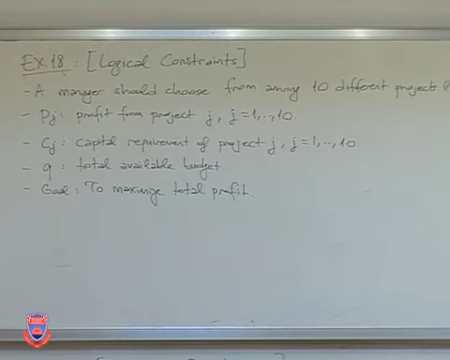 EX 18 : [Logical Constraints]
- A manager should choose from among 10 different projects
- Pj : profit from project j, j=1,..,10.
- Cj : capital requirement of project j, j=1,..,10.
- q : total available budget.
- Goal : To maximize total profit.